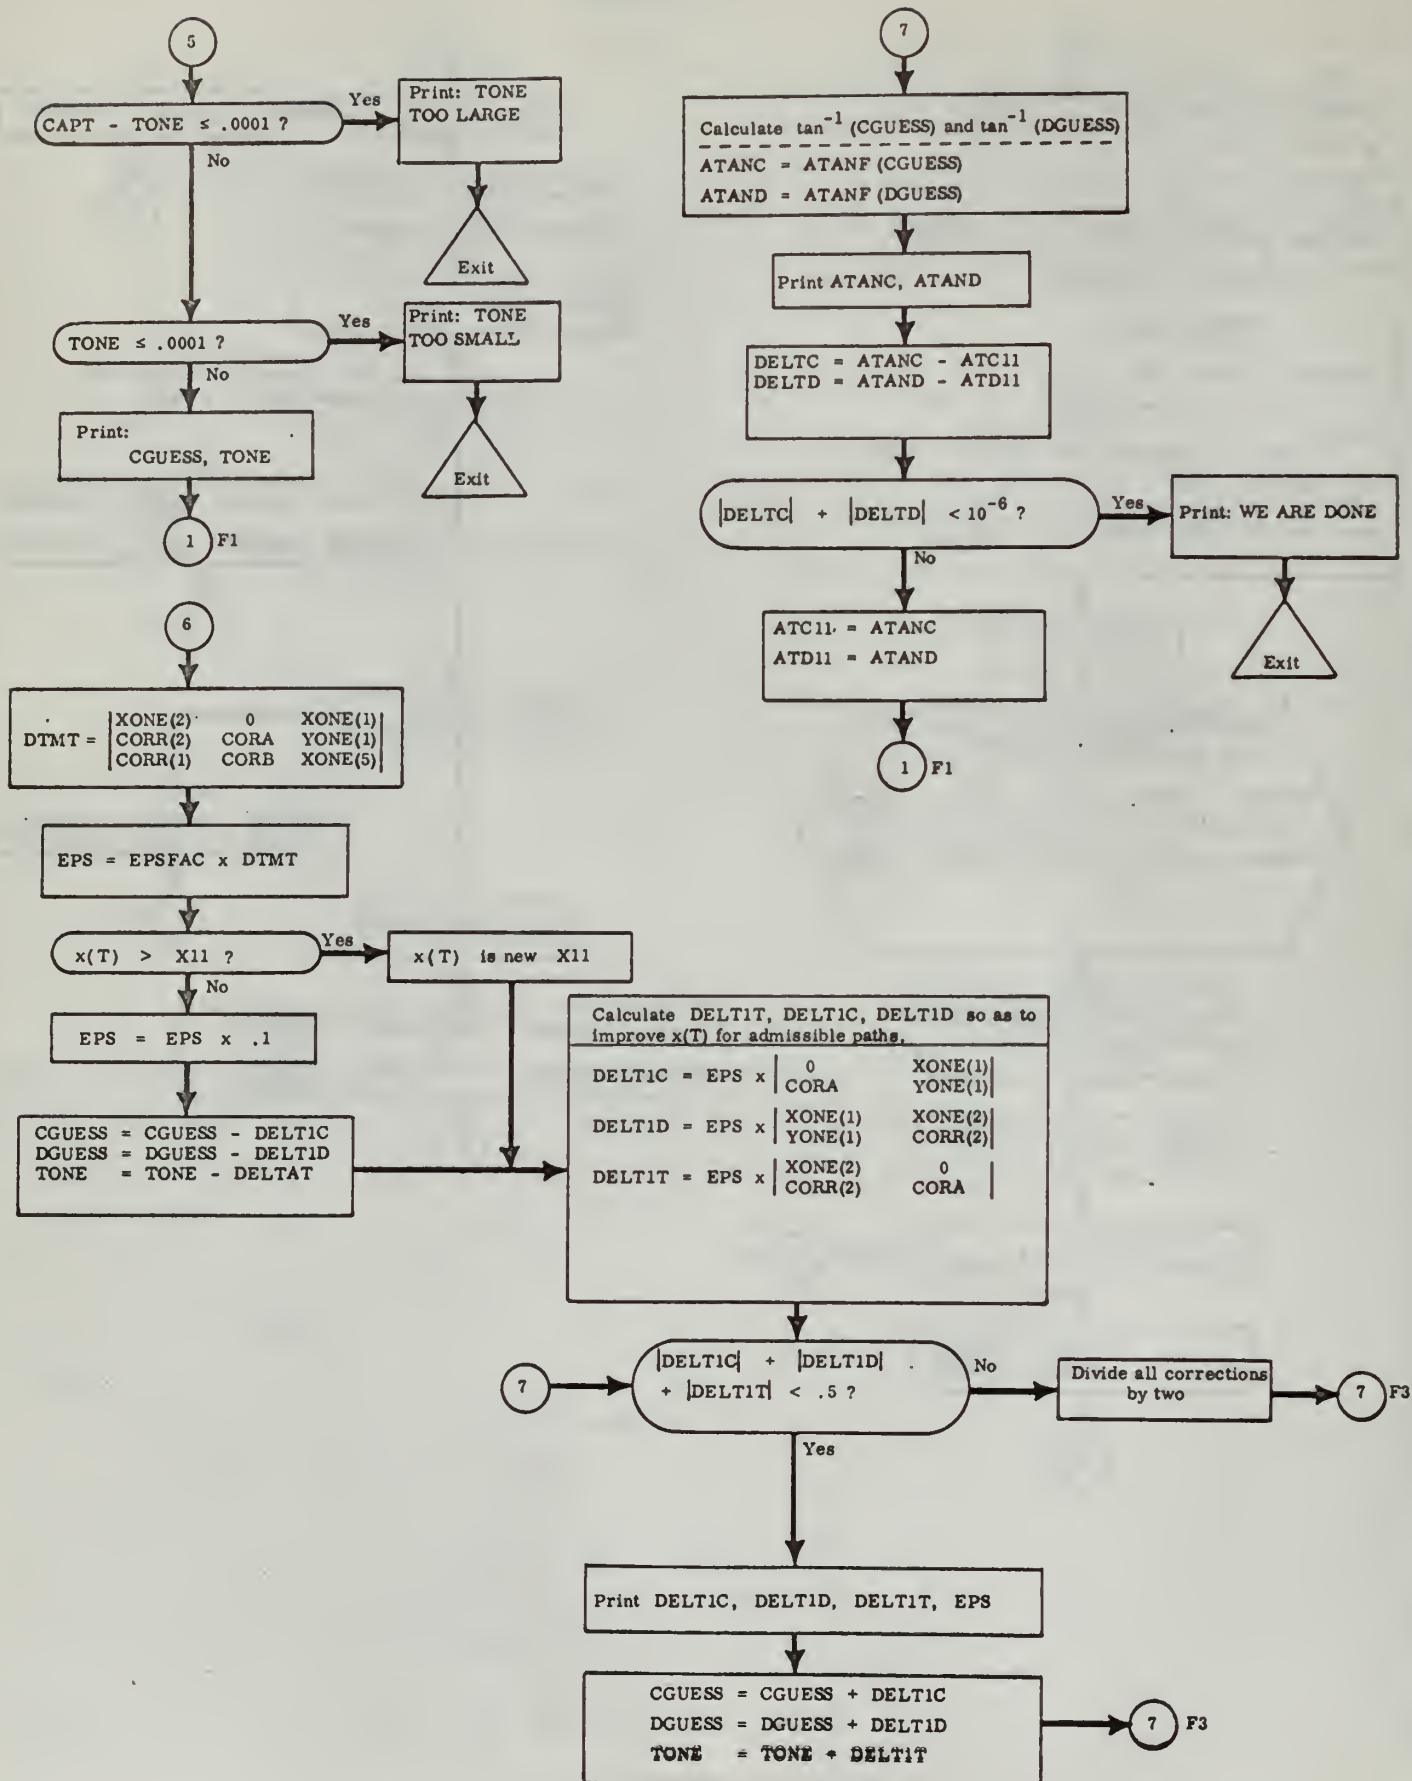 5
CAPT - TONE ≤ .0001 ?
Yes
Print: TONE
TOO LARGE
No
Exit
TONE ≤ .0001 ?
Yes
Print: TONE
TOO SMALL
No
Exit
Print:
CGUESS, TONE
1 F1
6
DTMT = |XONE(2) 0 XONE(1)|
|CORR(2) CORA YONE(1)|
|CORR(1) CORB XONE(5)|
EPS = EPSFAC x DTMT
x(T) > X11 ?
Yes
x(T) is new X11
No
EPS = EPS x .1
CGUESS = CGUESS - DELT1C
DGUESS = DGUESS - DELT1D
TONE = TONE - DELTAT
Calculate DELT1T, DELT1C, DELT1D so as to
improve x(T) for admissible paths.
DELT1C = EPS x | 0 XONE(1)|
| CORA YONE(1)|
DELT1D = EPS x | XONE(1) XONE(2)|
| YONE(1) CORR(2)|
DELT1T = EPS x | XONE(2) 0 |
| CORR(2) CORA |
7
|DELT1C| + |DELT1D|
+ |DELT1T| < .5 ?
No
Divide all corrections
by two
7 F3
Yes
Print DELT1C, DELT1D, DELT1T, EPS
CGUESS = CGUESS + DELT1C
DGUESS = DGUESS + DELT1D
TONE = TONE + DELT1T
7 F3
7
Calculate tan⁻¹ (CGUESS) and tan⁻¹ (DGUESS)
ATANC = ATANF (CGUESS)
ATAND = ATANF (DGUESS)
Print ATANC, ATAND
DELTC = ATANC - ATC11
DELTD = ATAND - ATD11
|DELTC| + |DELTD| < 10⁻⁶ ?
Yes
Print: WE ARE DONE
No
Exit
ATC11 = ATANC
ATD11 = ATAND
1 F1